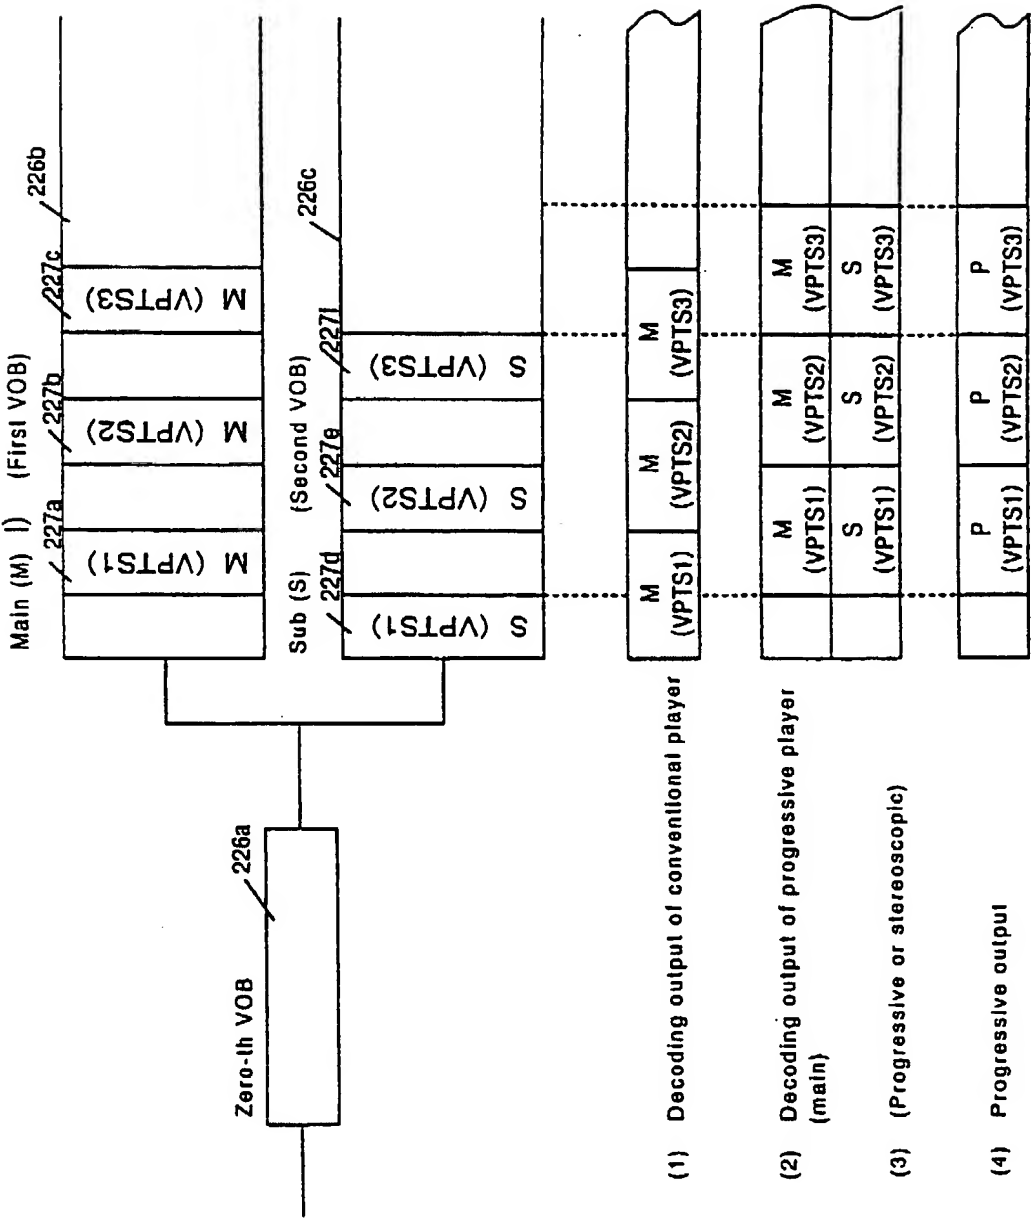 Main (M) I) (First VOB)
226b
227a
227b
227c
M (VPTS1)
M (VPTS2)
M (VPTS3)
Zero-th VOB
226a
Sub (S) (Second VOB)
226c
227d
227e
227f
S (VPTS1)
S (VPTS2)
S (VPTS3)
(1) Decoding output of conventional player
M
(VPTS1)
M
(VPTS2)
M
(VPTS3)
(2) Decoding output of progressive player
(main)
M
(VPTS1)
M
(VPTS2)
M
(VPTS3)
(3) (Progressive or stereoscopic)
S
(VPTS1)
S
(VPTS2)
S
(VPTS3)
(4) Progressive output
P
(VPTS1)
P
(VPTS2)
P
(VPTS3)